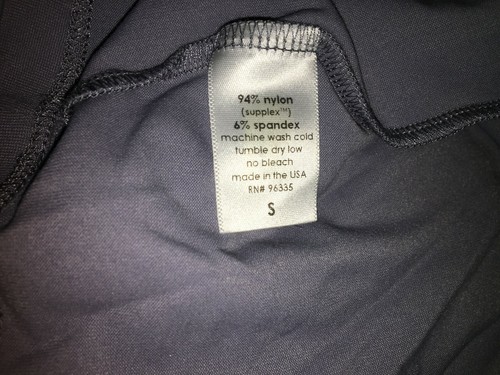 94% nylon
(supplex™)
6% spandex
machine wash cold
tumble dry low
no bleach
made in the USA
RN# 96335
S